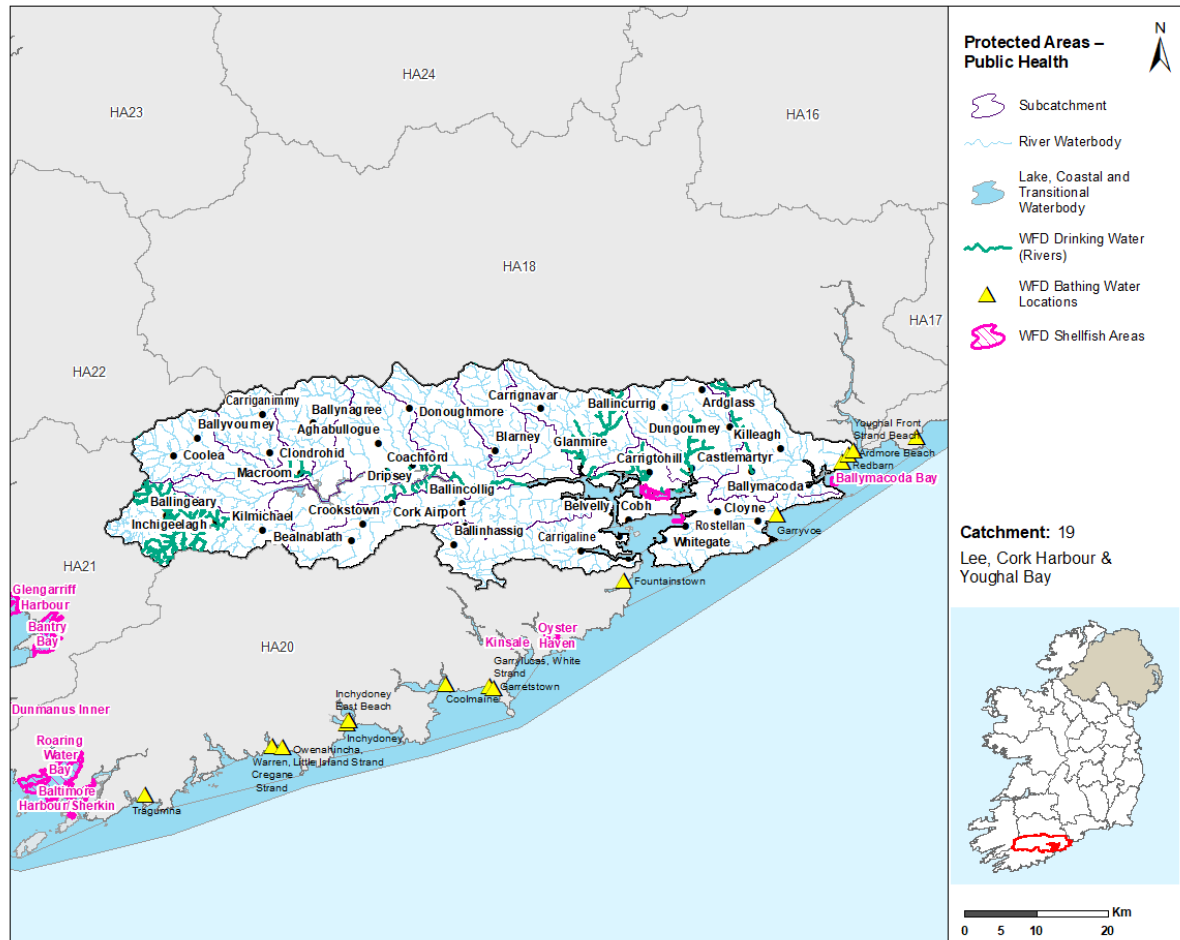 HA24
HA23
HA16
HA18
HA17
HA22
HA21
HA20
Carriganimmy
Ballynagree
Donoughmore
Carrignavar
Ballincurrig
Ardglass
Ballyvourney
Aghabullogue
Blarney
Glanmire
Dungourney
Killeagh
Coolea
Clondrohid
Coachford
Carrigtohill
Castlemartyr
Macroom
Dripsey
Ballincollig
Ballymacoda
Ballingeary
Belvelly
Cobh
Cloyne
Inchigeelagh
Kilmichael
Crookstown
Cork Airport
Rostellan
Bealnablath
Ballinhassig
Carrigaline
Whitegate
Youghal Front
Strand Beach
Ardmore Beach
Redbarn
Ballymacoda Bay
Garryvoe
Fountainstown
Glengarriff
Harbour
Bantry
Bay
Oyster
Haven
Kinsale
Garrylucas, White
Strand
Garretstown
Coolmaine
Inchydoney
East Beach
Inchydoney
Dunmanus Inner
Owenahincha,
Little Island Strand
Warren,
Cregane
Strand
Roaring
Water
Bay
Baltimore
Harbour/Sherkin
Tragumna
Protected Areas –
Public Health
N
Subcatchment
River Waterbody
Lake, Coastal and
Transitional
Waterbody
WFD Drinking Water
(Rivers)
WFD Bathing Water
Locations
WFD Shellfish Areas
Catchment: 19
Lee, Cork Harbour &
Youghal Bay
Km
0 5 10 20